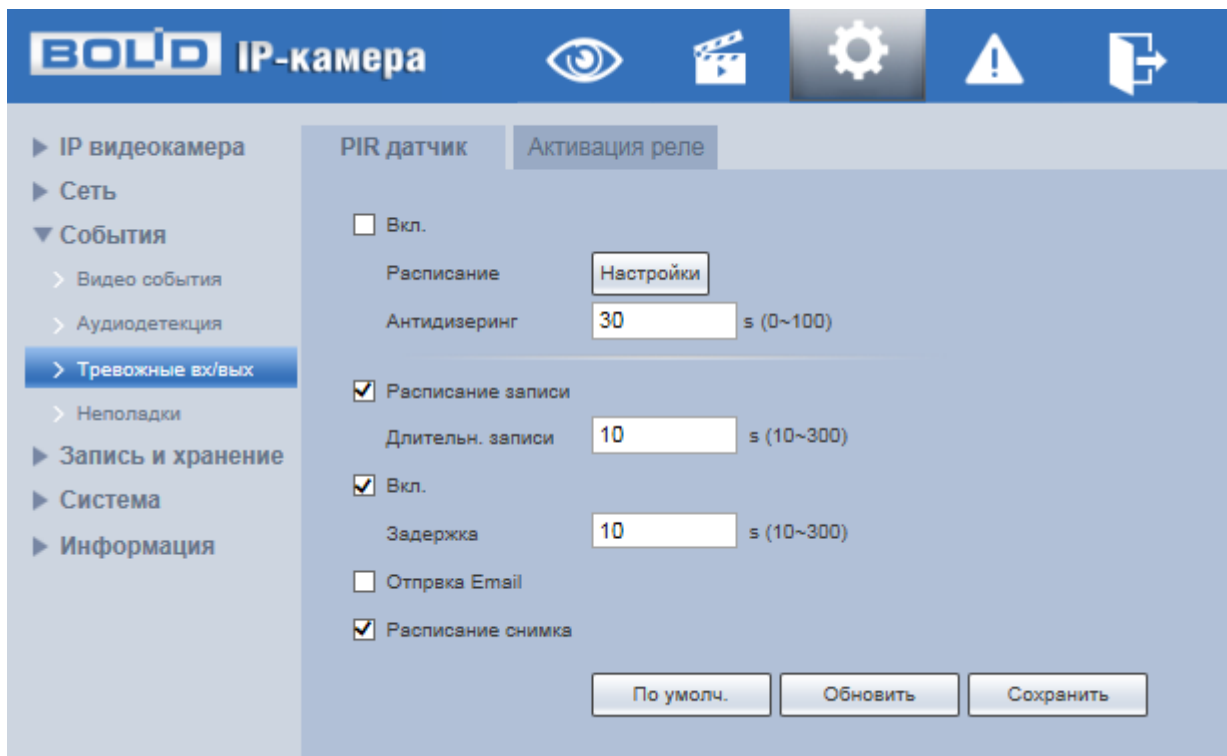 BOLID IP-камера
IP видеокамера
Сеть
События
Видео события
Аудиодетекция
Тревожные вх/вых
Неполадки
Запись и хранение
Система
Информация
PIR датчик
Активация реле
Вкл.
Расписание Настройки
Антидизеринг 30 s (0~100)
Расписание записи
Длительн. записи 10 s (10~300)
Вкл.
Задержка 10 s (10~300)
Отпрвка Email
Расписание снимка
По умолч. Обновить Сохранить